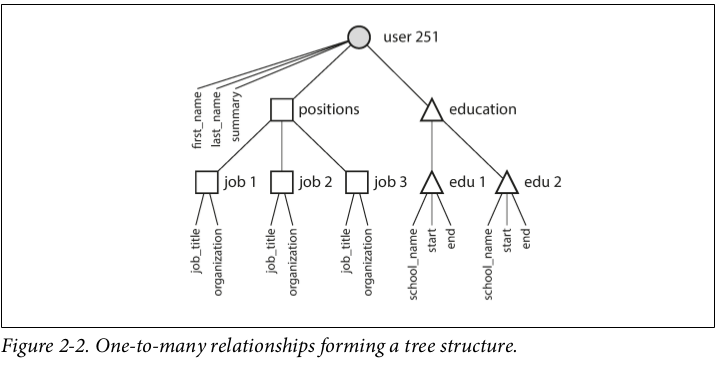 user 251
first_name
last_name
summary
positions
education
job 1
job 2
job 3
edu 1
edu 2
job_title
organization
job_title
organization
job_title
organization
school_name
start
end
school_name
start
end
Figure 2-2. One-to-many relationships forming a tree structure.